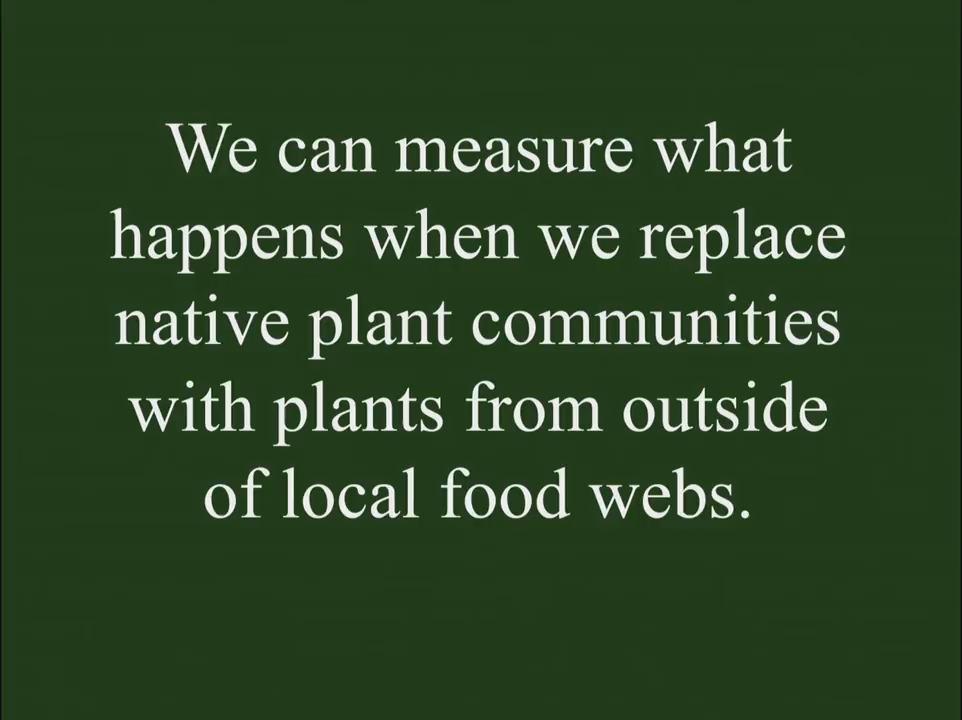 We can measure what
happens when we replace
native plant communities
with plants from outside
of local food webs.